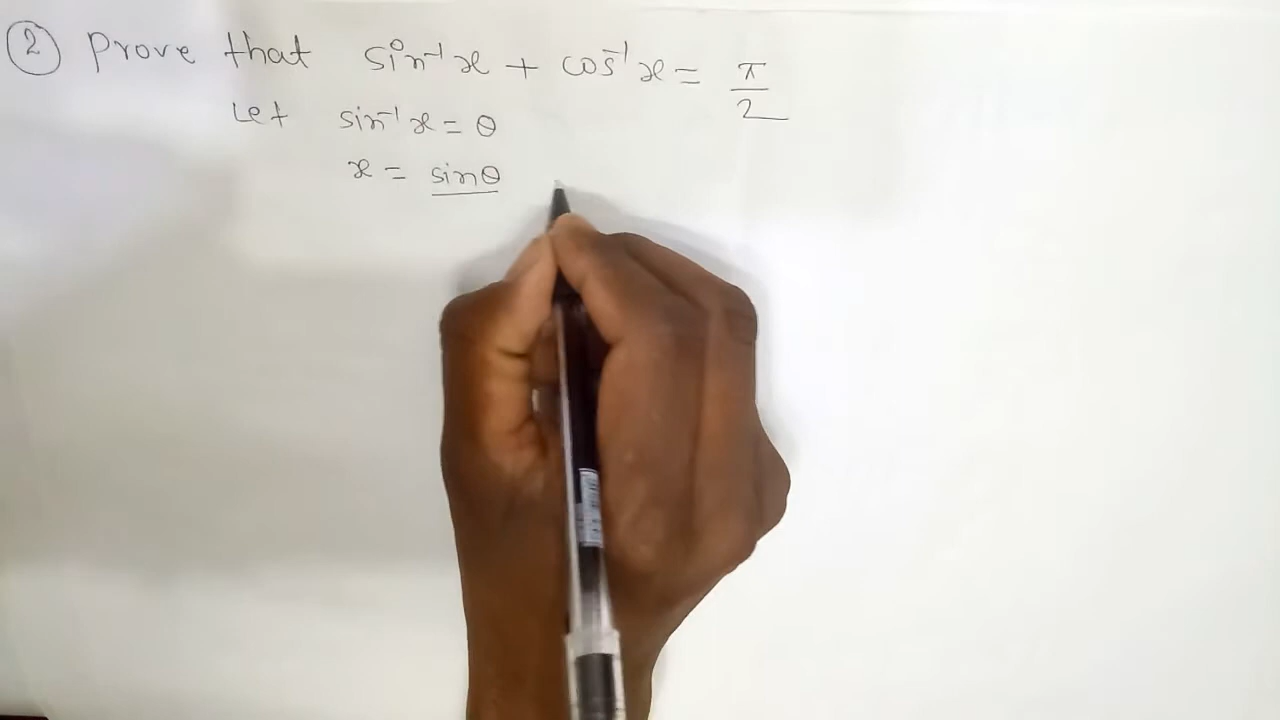 ② Prove that sin⁻¹x + cos⁻¹x = π/2
Let sin⁻¹x = θ
x = sinθ